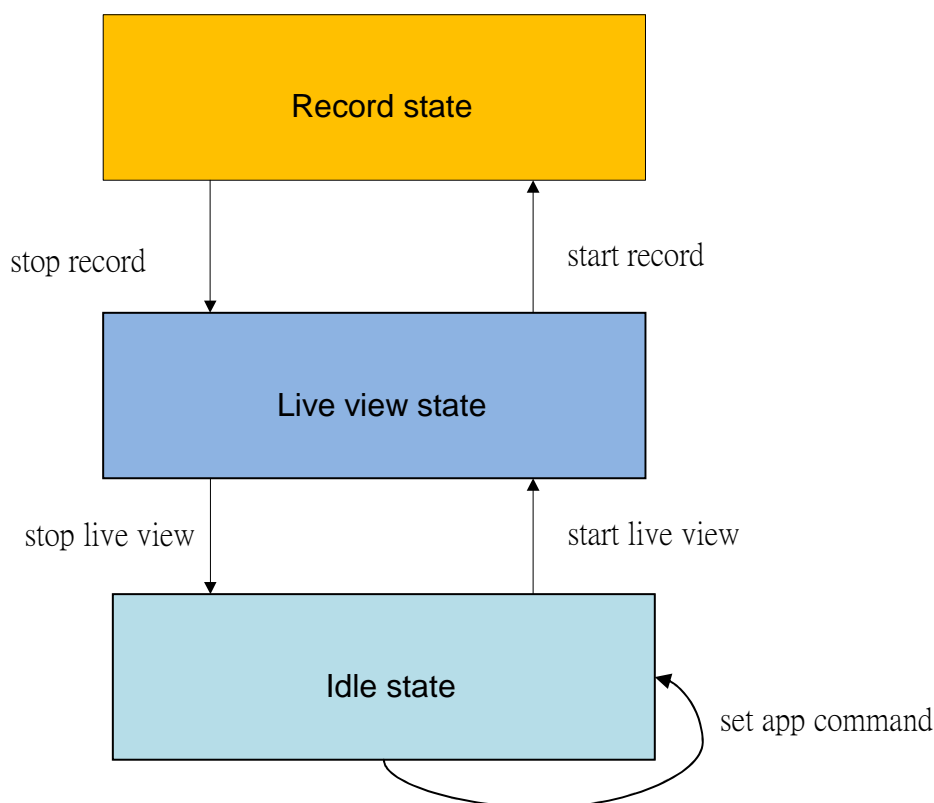 Record state
stop record
start record
Live view state
stop live view
start live view
Idle state
set app command